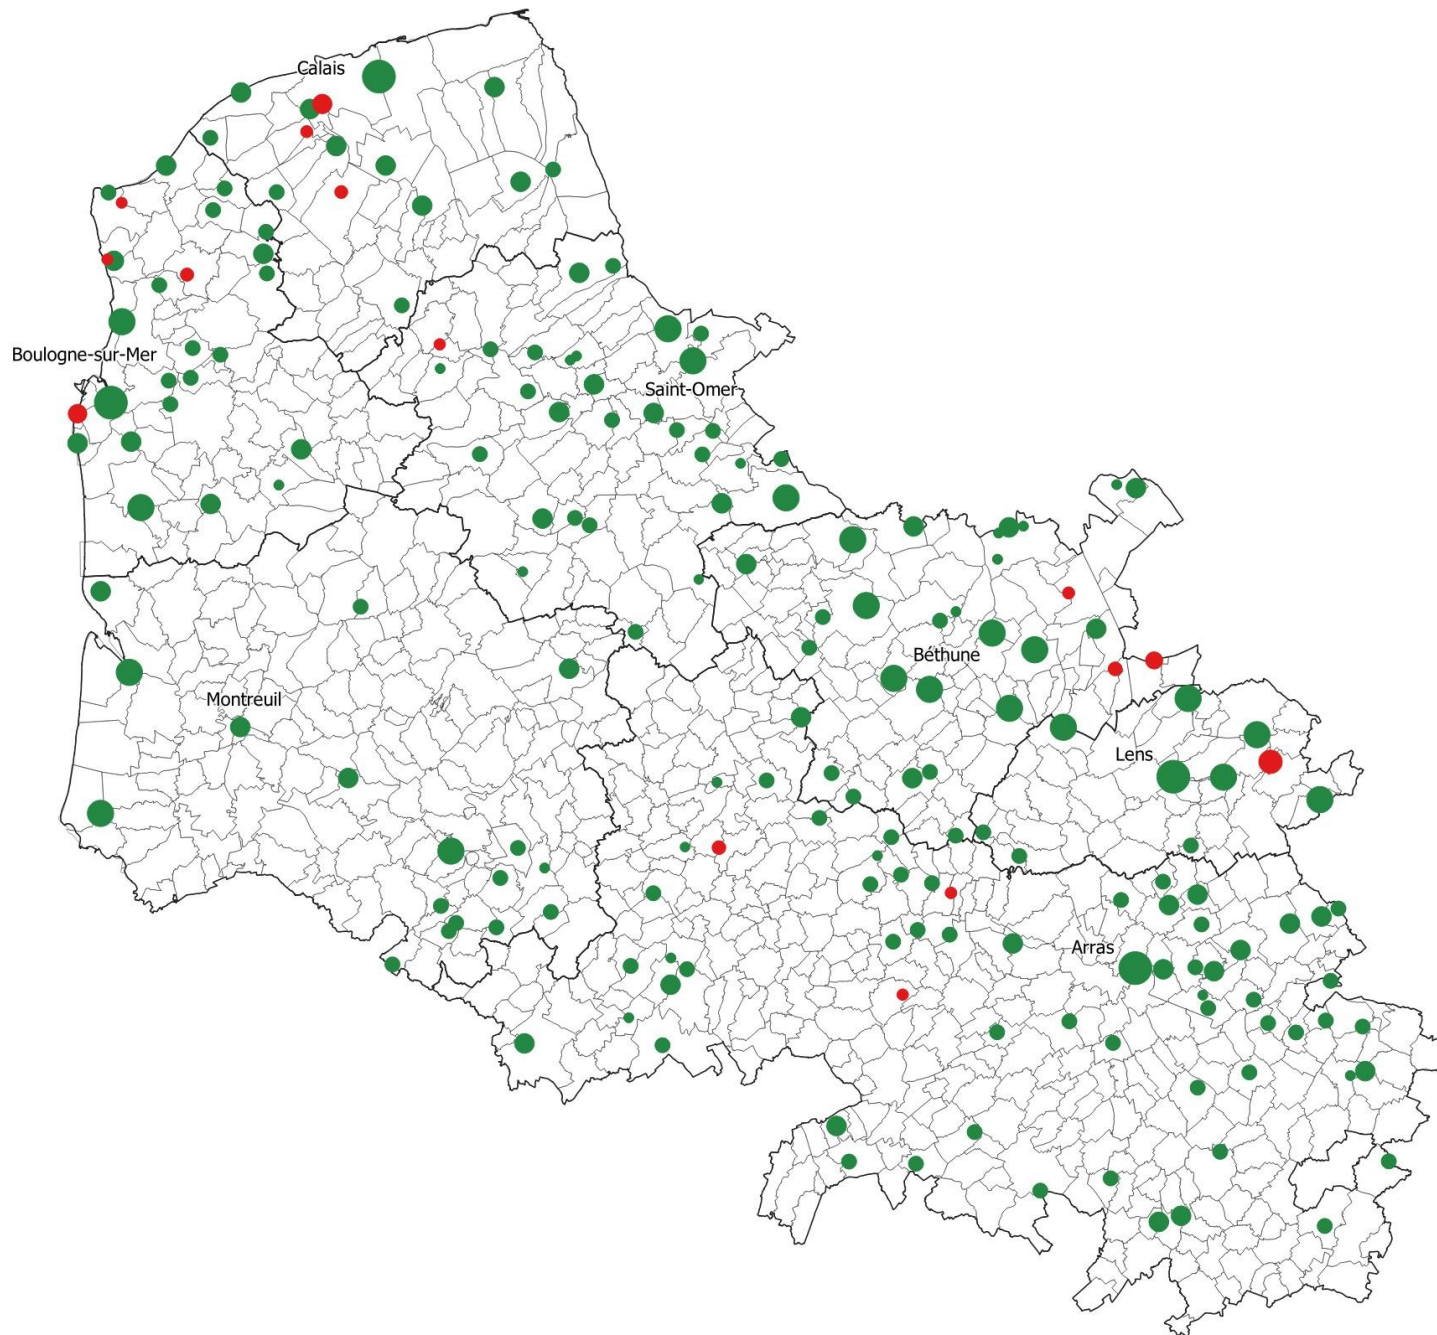 Calais
Boulogne-sur-Mer
Saint-Omer
Béthune
Montreuil
Lens
Arras